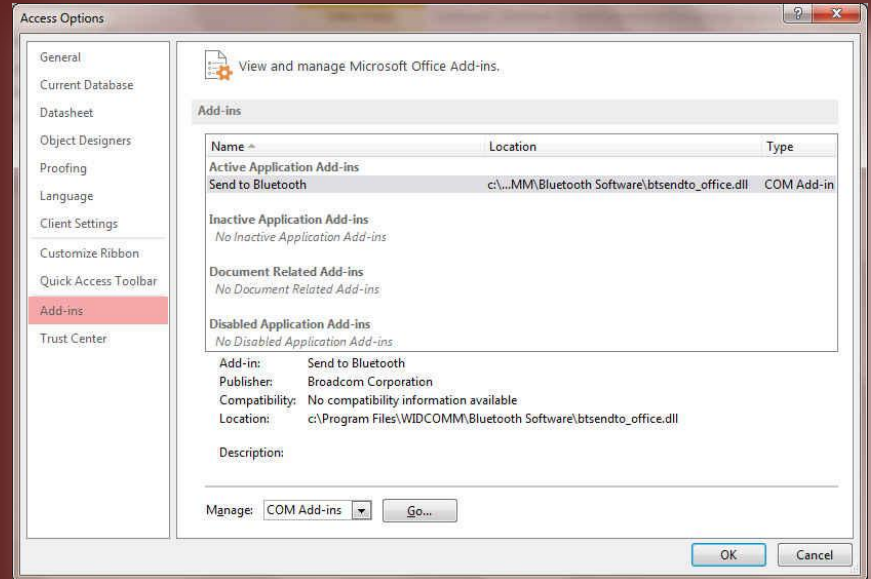 Access Options
General
Current Database
Datasheet
Object Designers
Proofing
Language
Client Settings
Customize Ribbon
Quick Access Toolbar
Add-ins
Trust Center
View and manage Microsoft Office Add-ins.
Add-ins
Name Location Type
Active Application Add-ins
Send to Bluetooth c:\...MM\Bluetooth Software\btsendto_office.dll COM Add-in
Inactive Application Add-ins
No Inactive Application Add-ins
Document Related Add-ins
No Document Related Add-ins
Disabled Application Add-ins
No Disabled Application Add-ins
Add-in: Send to Bluetooth
Publisher: Broadcom Corporation
Compatibility: No compatibility information available
Location: c:\Program Files\WIDCOMM\Bluetooth Software\btsendto_office.dll
Description:
Manage: COM Add-ins Go...
OK Cancel